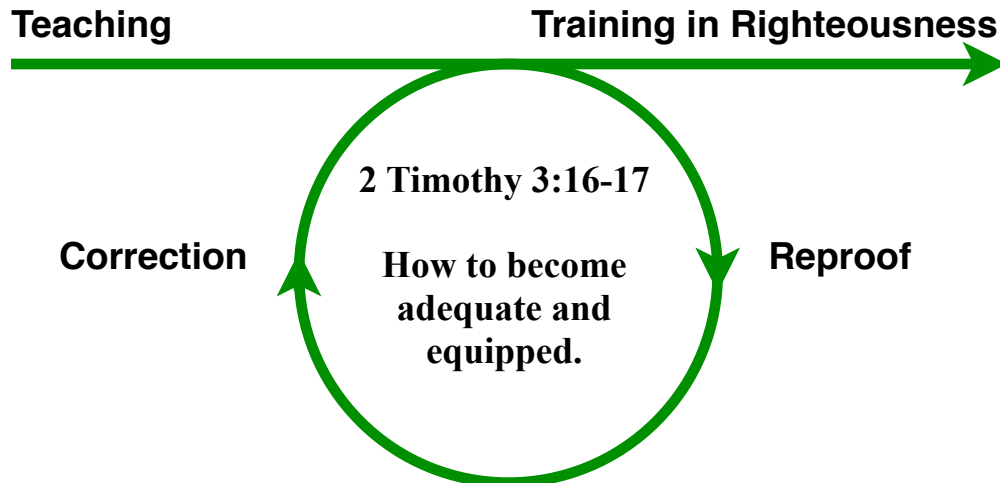 Teaching
Training in Righteousness
2 Timothy 3:16-17
Correction
How to become
adequate and
equipped.
Reproof